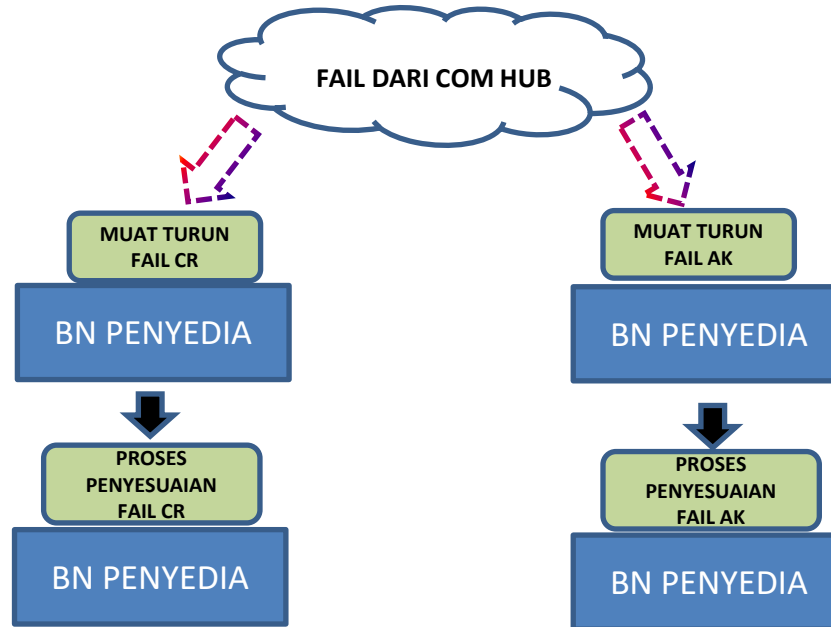 FAIL DARI COM HUB
MUAT TURUN
FAIL CR
BN PENYEDIA
PROSES
PENYESUAIAN
FAIL CR
BN PENYEDIA
MUAT TURUN
FAIL AK
BN PENYEDIA
PROSES
PENYESUAIAN
FAIL AK
BN PENYEDIA